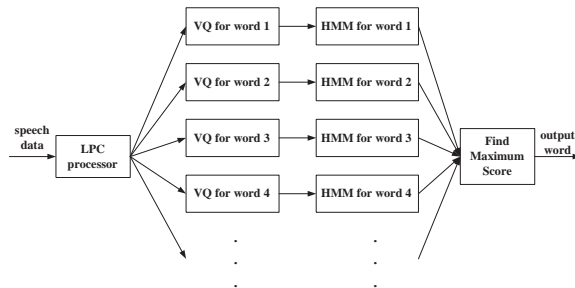 VQ for word 1
HMM for word 1
VQ for word 2
HMM for word 2
speech
data
LPC
processor
VQ for word 3
HMM for word 3
Find
Maximum
Score
output
word
VQ for word 4
HMM for word 4